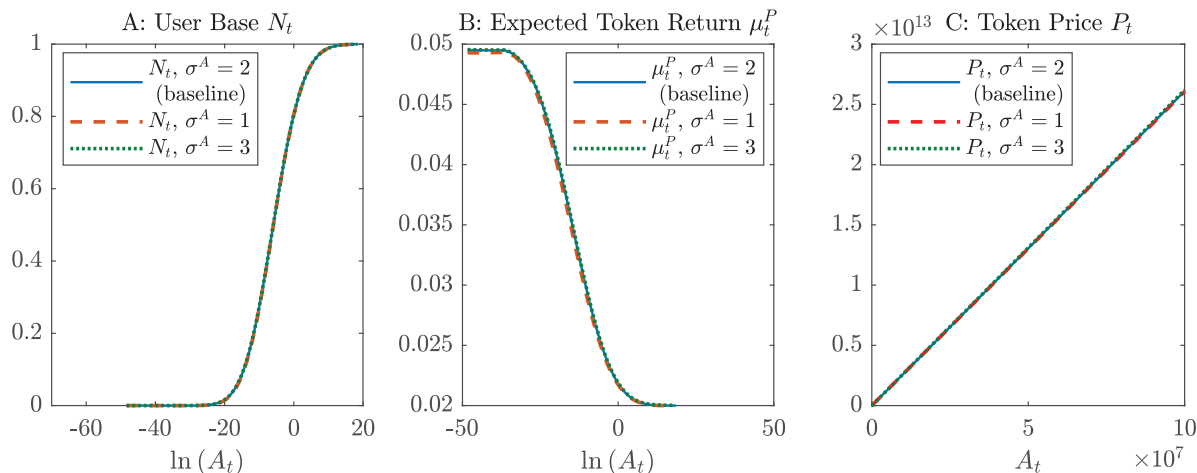 A: User Base $N_t$
1
0.8
0.6
0.4
0.2
0
-60
-40
-20
0
20
ln (A_t)
N_t, σ^A = 2
(baseline)
N_t, σ^A = 1
N_t, σ^A = 3
B: Expected Token Return μ_t^P
0.05
0.045
0.04
0.035
0.03
0.025
0.02
-50
0
50
ln (A_t)
μ_t^P, σ^A = 2
(baseline)
μ_t^P, σ^A = 1
μ_t^P, σ^A = 3
C: Token Price P_t
×10^13
3
2.5
2
1.5
1
0.5
0
0
5
10
A_t
×10^7
P_t, σ^A = 2
(baseline)
P_t, σ^A = 1
P_t, σ^A = 3